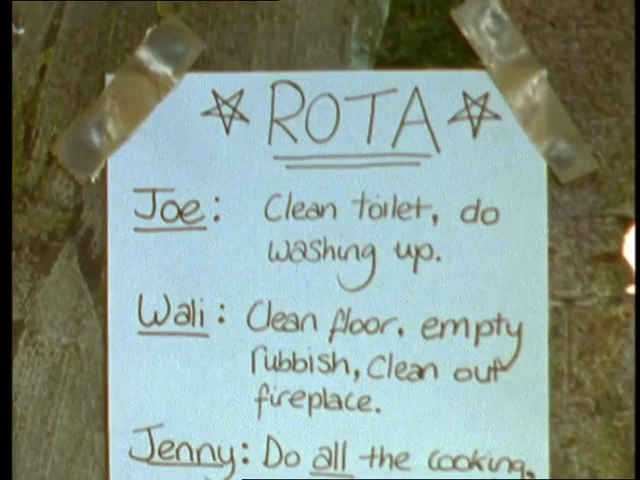 ROTA
Joe: Clean toilet, do
washing up.
Wali: Clean floor, empty
rubbish, Clean out
fireplace.
Jenny: Do all the cooking.